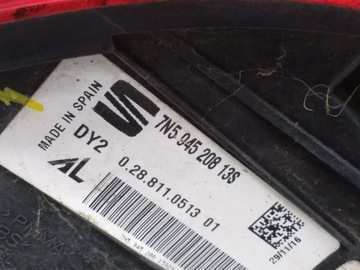 MADE IN SPAIN
7N5 945 208 13S
DY2
0.28.811.0513 01
AL
29/11/16